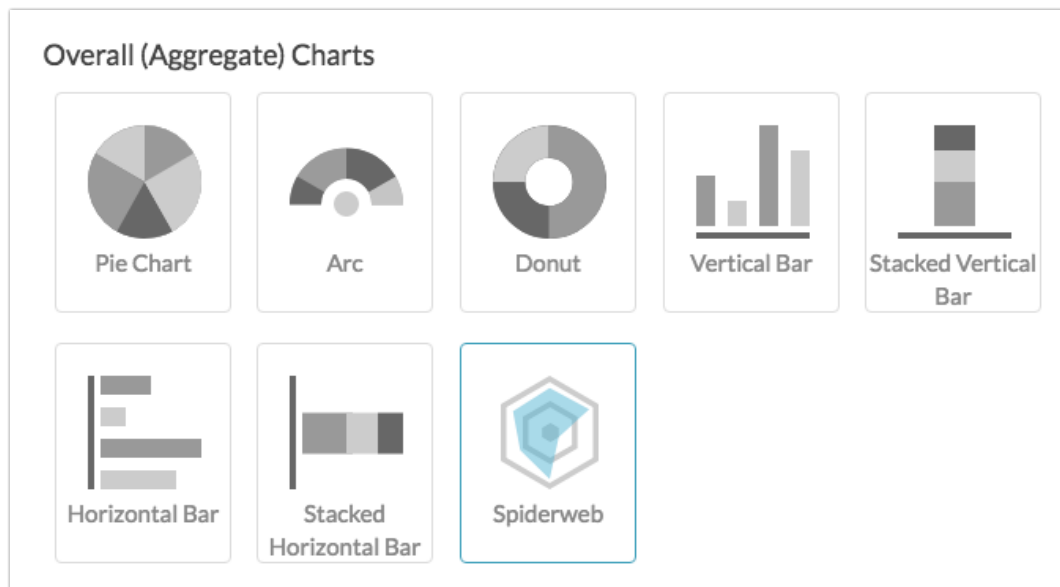 Overall (Aggregate) Charts
Pie Chart
Arc
Donut
Vertical Bar
Stacked Vertical
Bar
Horizontal Bar
Stacked
Horizontal Bar
Spiderweb